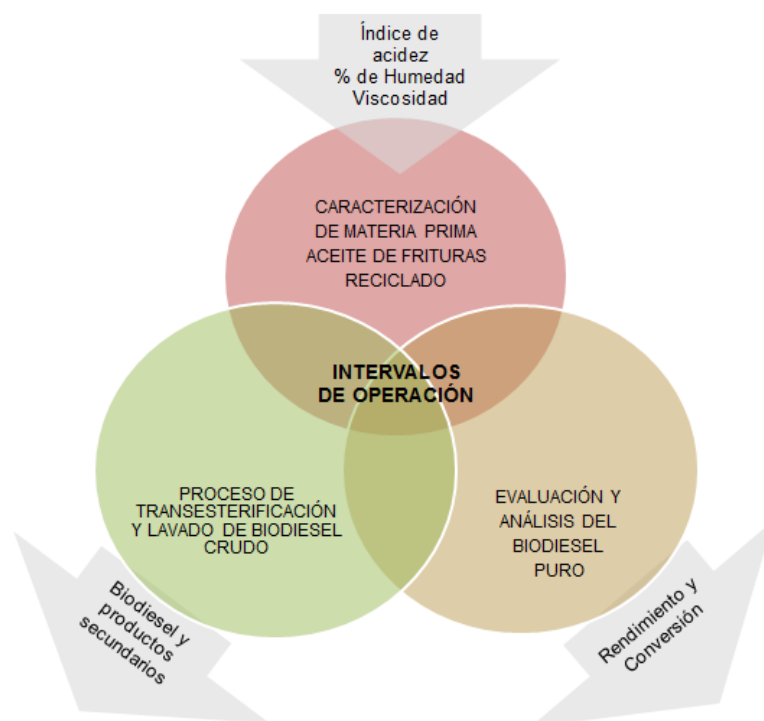 Índice de
acidez
% de Humedad
Viscosidad
CARACTERIZACIÓN
DE MATERIA PRIMA
ACEITE DE FRITURAS
RECICLADO
INTERVALOS
DE OPERACIÓN
PROCESO DE
TRANSESTERIFICACIÓN
Y LAVADO DE BIODIESEL
CRUDO
EVALUACIÓN Y
ANÁLISIS DEL
BIODIESEL
PURO
Biodiesel y
productos
secundarios
Rendimiento y
Conversión